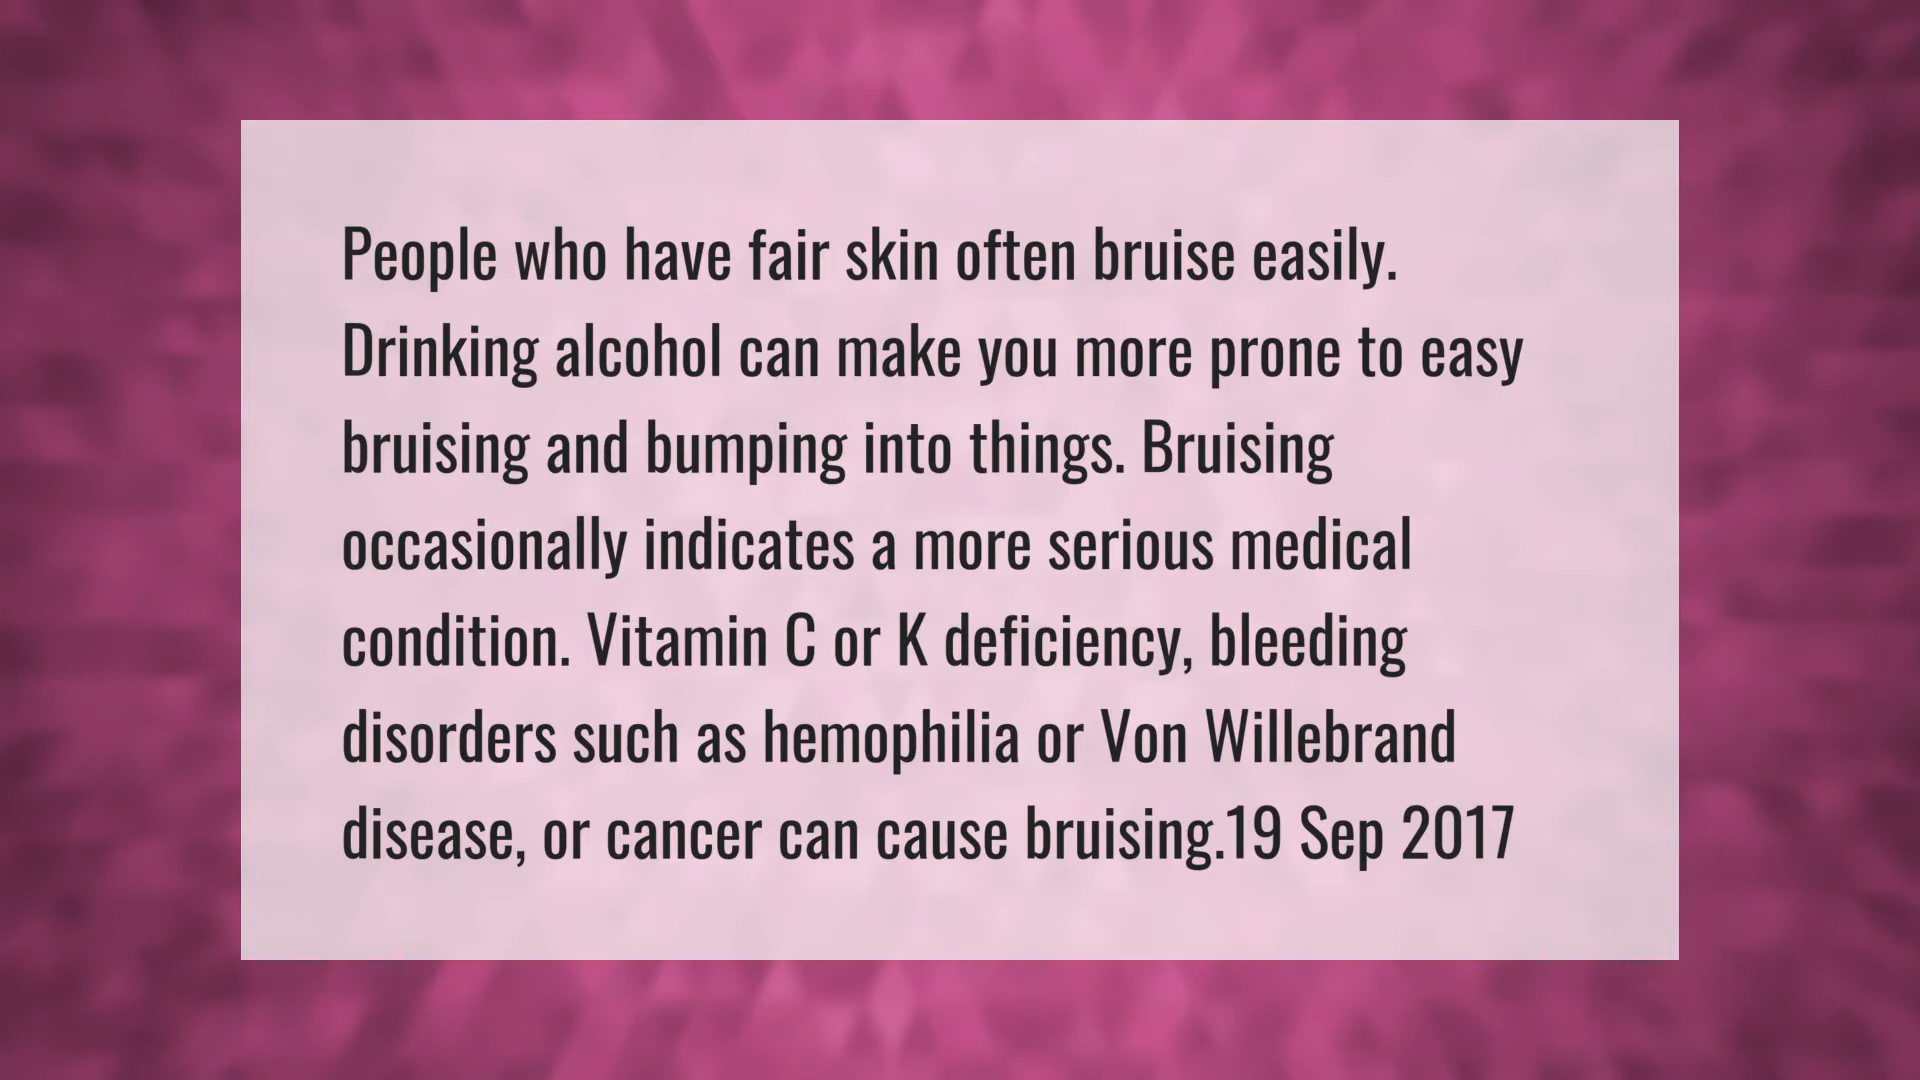 People who have fair skin often bruise easily.
Drinking alcohol can make you more prone to easy
bruising and bumping into things. Bruising
occasionally indicates a more serious medical
condition. Vitamin C or K deficiency, bleeding
disorders such as hemophilia or Von Willebrand
disease, or cancer can cause bruising.19 Sep 2017